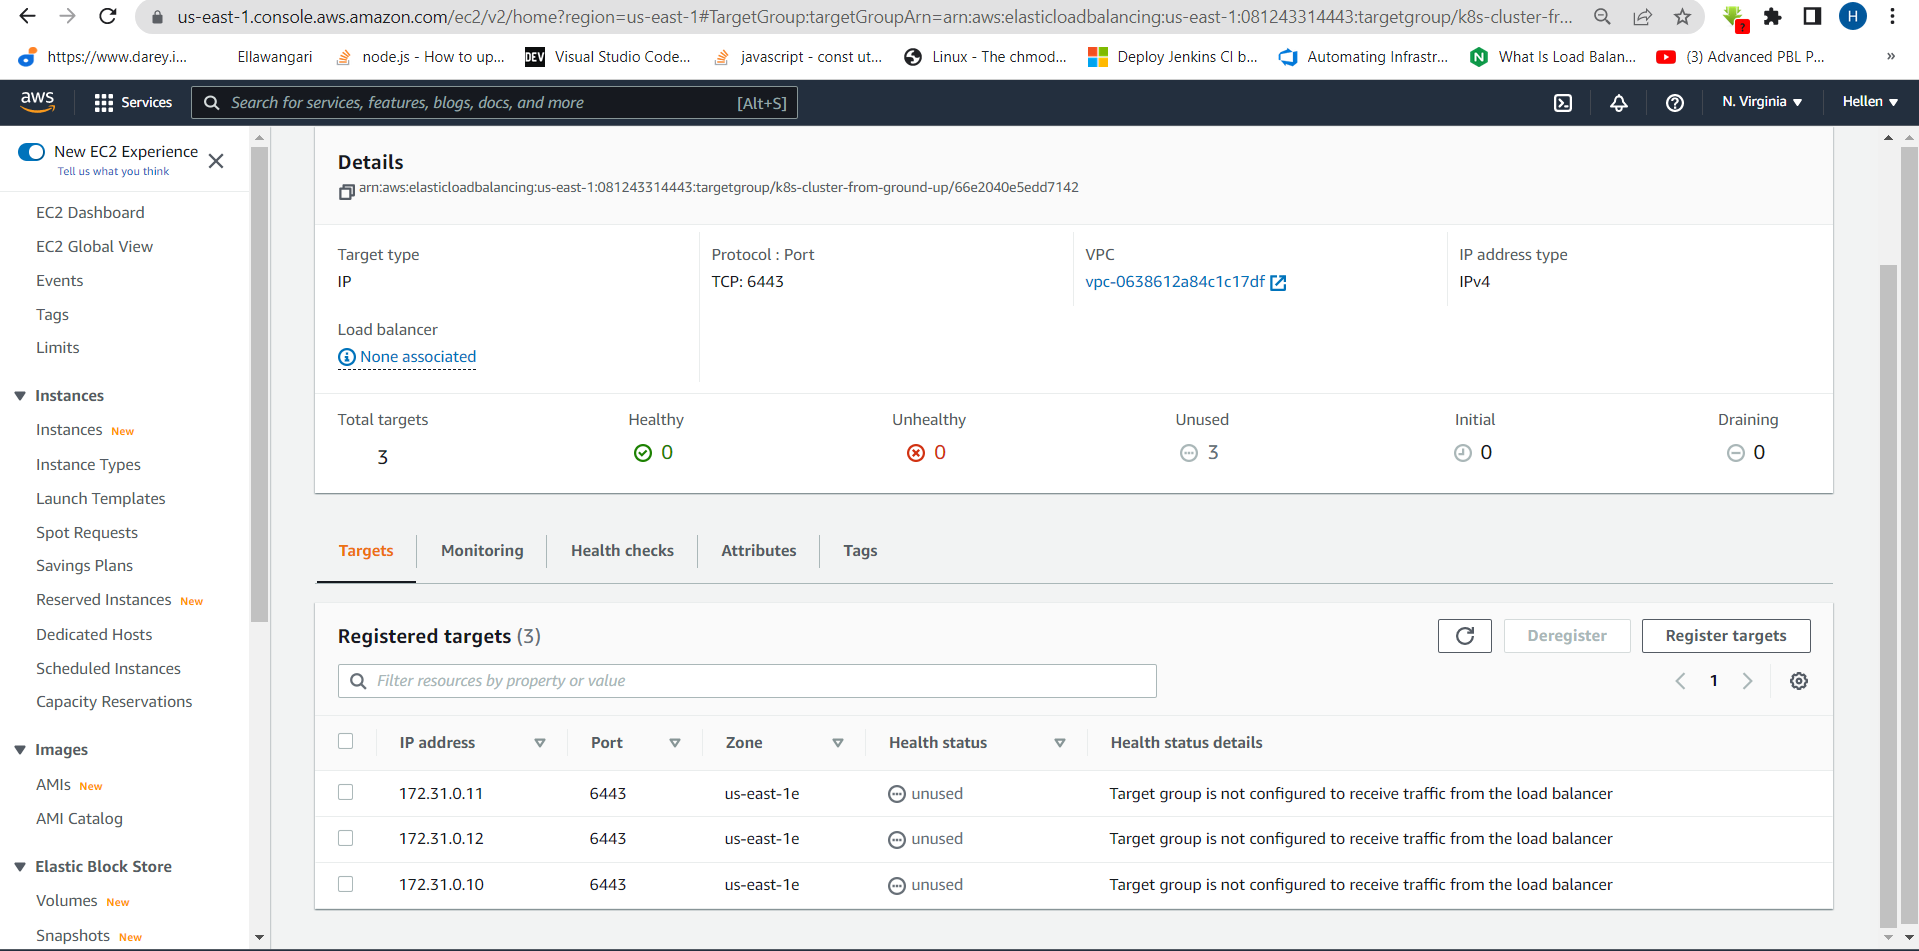 us-east-1.console.aws.amazon.com/ec2/v2/home?region=us-east-1#TargetGroup:targetGroupArn=arn:aws:elasticloadbalancing:us-east-1:081243314443:targetgroup/k8s-cluster-fr...
?
H
https://www.darey.i...
Ellawangari
node.js - How to up...
DEV
Visual Studio Code...
javascript - const ut...
Linux - The chmod...
Deploy Jenkins CI b...
Automating Infrastr...
N
What Is Load Balan...
(3) Advanced PBL P...
»
aws
Services
Search for services, features, blogs, docs, and more
[Alt+S]
N. Virginia
Hellen
New EC2 Experience
Tell us what you think
EC2 Dashboard
EC2 Global View
Events
Tags
Limits
Instances
Instances New
Instance Types
Launch Templates
Spot Requests
Savings Plans
Reserved Instances New
Dedicated Hosts
Scheduled Instances
Capacity Reservations
Images
AMIs New
AMI Catalog
Elastic Block Store
Volumes New
Snapshots New
Details
arn:aws:elasticloadbalancing:us-east-1:081243314443:targetgroup/k8s-cluster-from-ground-up/66e2040e5edd7142
Target type
IP
Protocol : Port
TCP: 6443
VPC
vpc-0638612a84c1c17df
IP address type
IPv4
Load balancer
None associated
Total targets
3
Healthy
0
Unhealthy
0
Unused
3
Initial
0
Draining
0
Targets
Monitoring
Health checks
Attributes
Tags
Registered targets (3)
Deregister
Register targets
Filter resources by property or value
1
IP address Port Zone Health status Health status details
172.31.0.11 6443 us-east-1e unused Target group is not configured to receive traffic from the load balancer
172.31.0.12 6443 us-east-1e unused Target group is not configured to receive traffic from the load balancer
172.31.0.10 6443 us-east-1e unused Target group is not configured to receive traffic from the load balancer